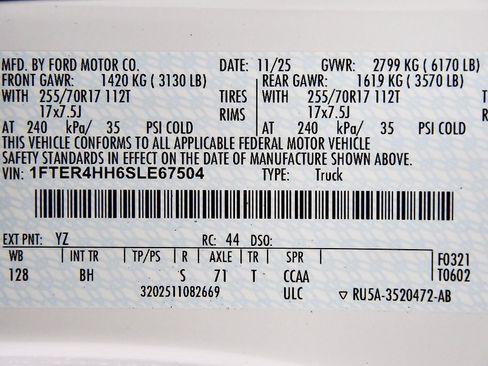 MFD. BY FORD MOTOR CO. DATE: 11/25 GVWR: 2799 KG ( 6170 LB)
FRONT GAWR: 1420 KG ( 3130 LB) REAR GAWR: 1619 KG ( 3570 LB)
WITH 255/70R17 112T TIRES WITH 255/70R17 112T
17x7.5J RIMS 17x7.5J
AT 240 kPa/ 35 PSI COLD AT 240 kPa/ 35 PSI COLD
THIS VEHICLE CONFORMS TO ALL APPLICABLE FEDERAL MOTOR VEHICLE
SAFETY STANDARDS IN EFFECT ON THE DATE OF MANUFACTURE SHOWN ABOVE.
VIN: 1FTER4HH6SLE67504 TYPE: Truck
EXT PNT: YZ RC: 44 DSO:
WB INT TR TP/PS R AXLE TR SPR F0321
128 BH S 71 T CCAA T0602
3202511082669 ULC ▽ RU5A-3520472-AB